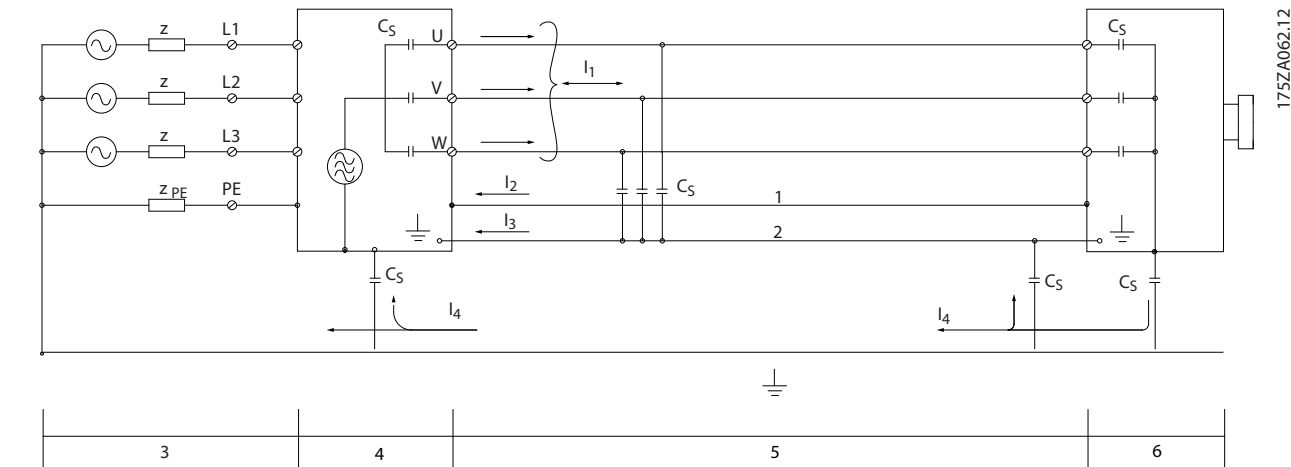 z L1 C_S U C_S
I_1
z L2 V
z L3 W
I_2 C_S 1
z_PE PE
I_3 2
C_S C_S C_S
I_4 I_4
3 4 5 6
175ZA062.12